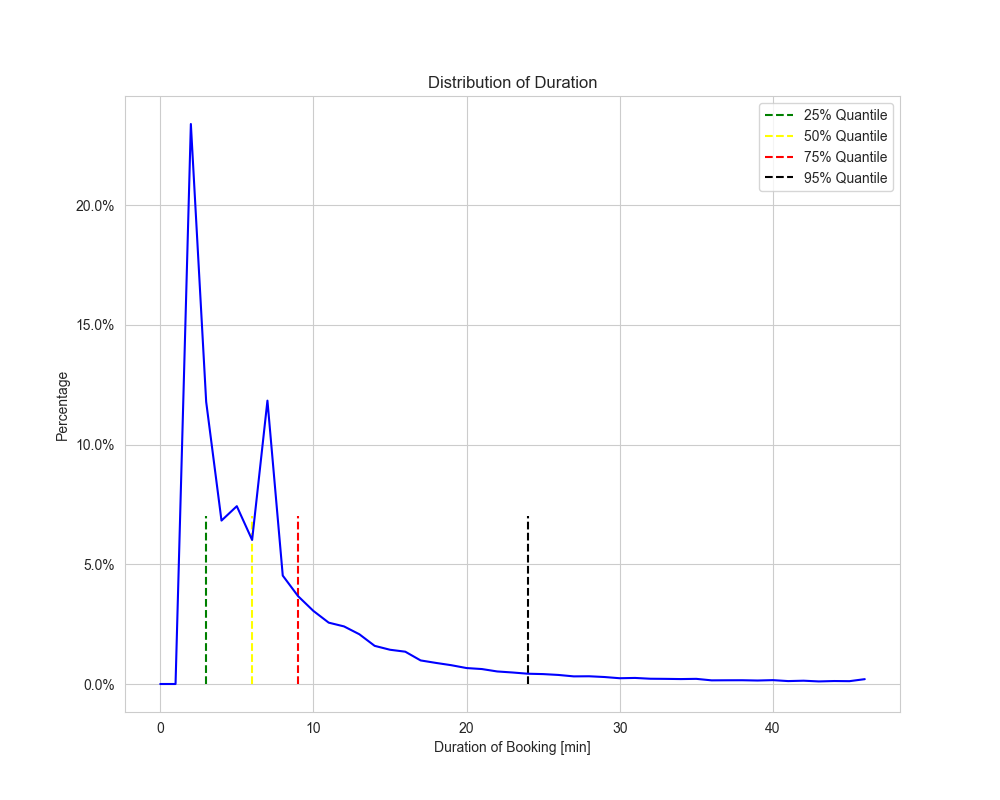 Distribution of Duration
25% Quantile
50% Quantile
75% Quantile
95% Quantile
20.0%
15.0%
10.0%
5.0%
0.0%
Percentage
0 10 20 30 40
Duration of Booking [min]